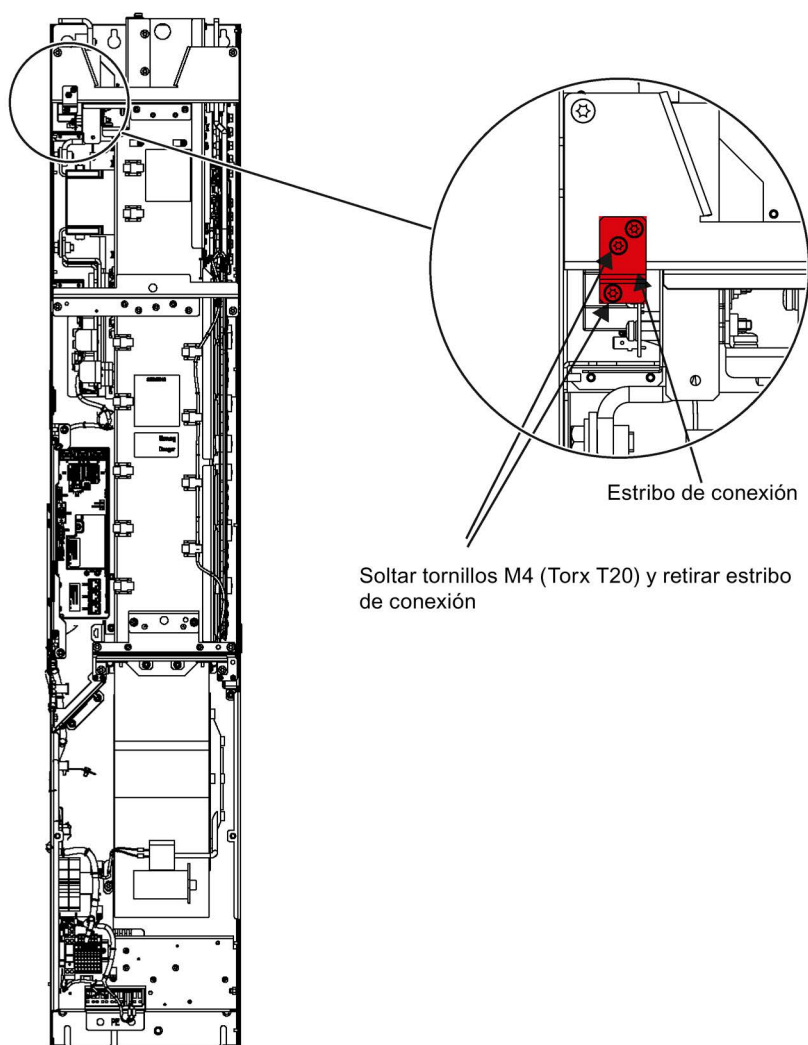 Estribo de conexión
Soltar tornillos M4 (Torx T20) y retirar estribo
de conexión
PE